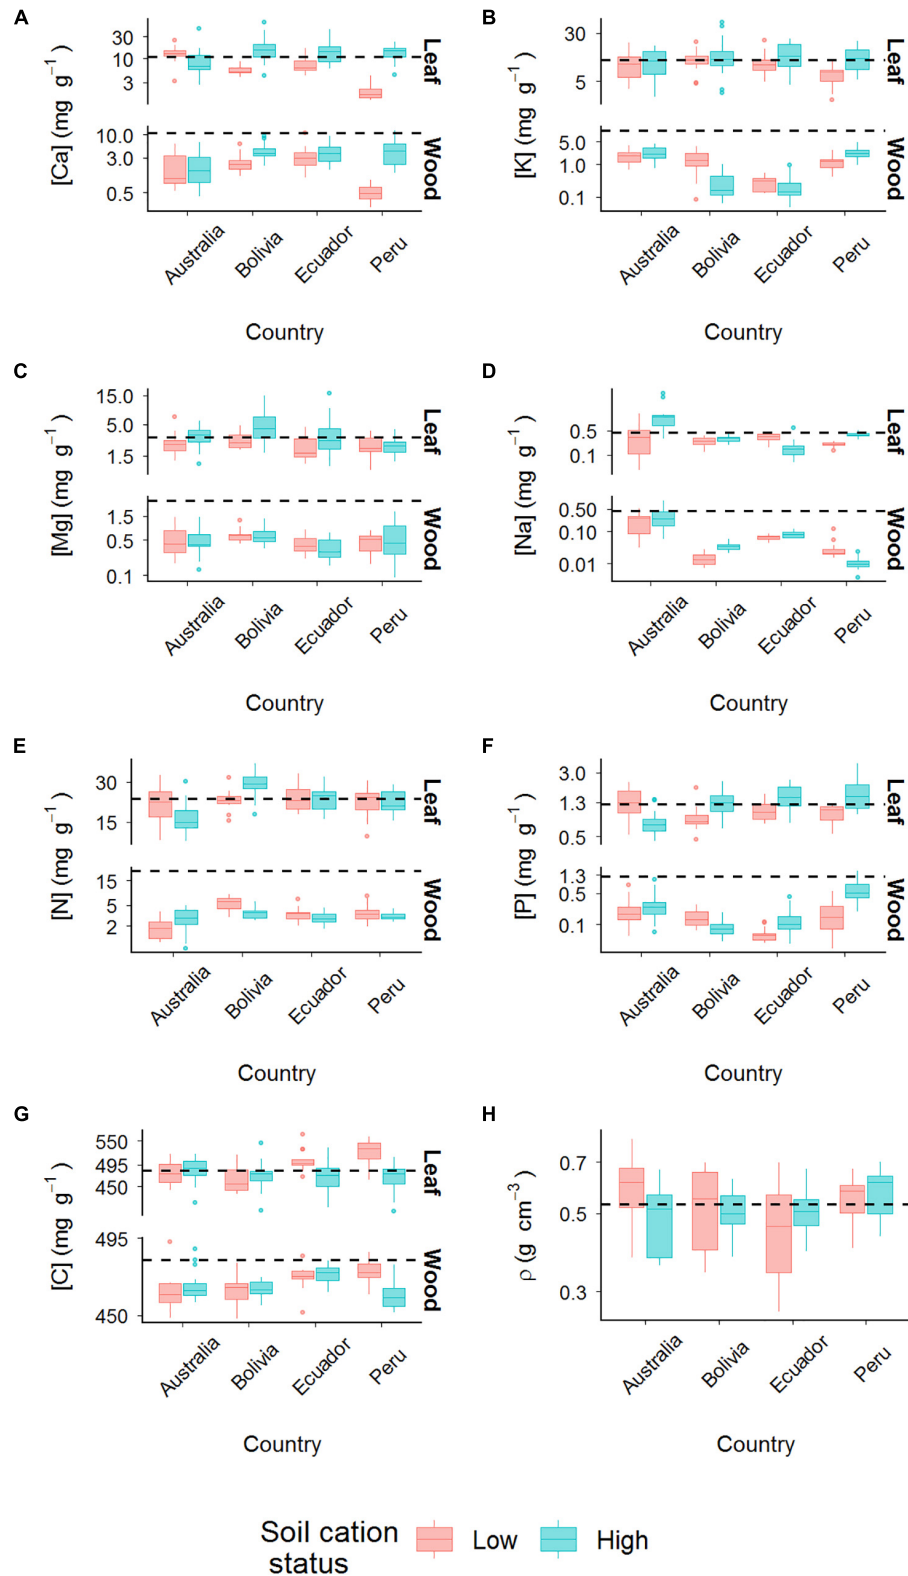 A
[Ca] (mg g⁻¹)
30
10
3
Leaf
10.0
3.0
0.5
Wood
Australia
Bolivia
Ecuador
Peru
Country
B
[K] (mg g⁻¹)
30
5
Leaf
5.0
1.0
0.1
Wood
Australia
Bolivia
Ecuador
Peru
Country
C
[Mg] (mg g⁻¹)
15.0
5.0
1.5
Leaf
1.5
0.5
0.1
Wood
Australia
Bolivia
Ecuador
Peru
Country
D
[Na] (mg g⁻¹)
0.5
0.1
Leaf
0.50
0.10
0.01
Wood
Australia
Bolivia
Ecuador
Peru
Country
E
[N] (mg g⁻¹)
30
15
Leaf
15
5
2
Wood
Australia
Bolivia
Ecuador
Peru
Country
F
[P] (mg g⁻¹)
3.0
1.3
0.5
Leaf
1.3
0.5
0.1
Wood
Australia
Bolivia
Ecuador
Peru
Country
G
[C] (mg g⁻¹)
550
495
450
Leaf
495
450
Wood
Australia
Bolivia
Ecuador
Peru
Country
H
ρ (g cm⁻³)
0.7
0.5
0.3
Australia
Bolivia
Ecuador
Peru
Country
Soil cation
status
Low
High